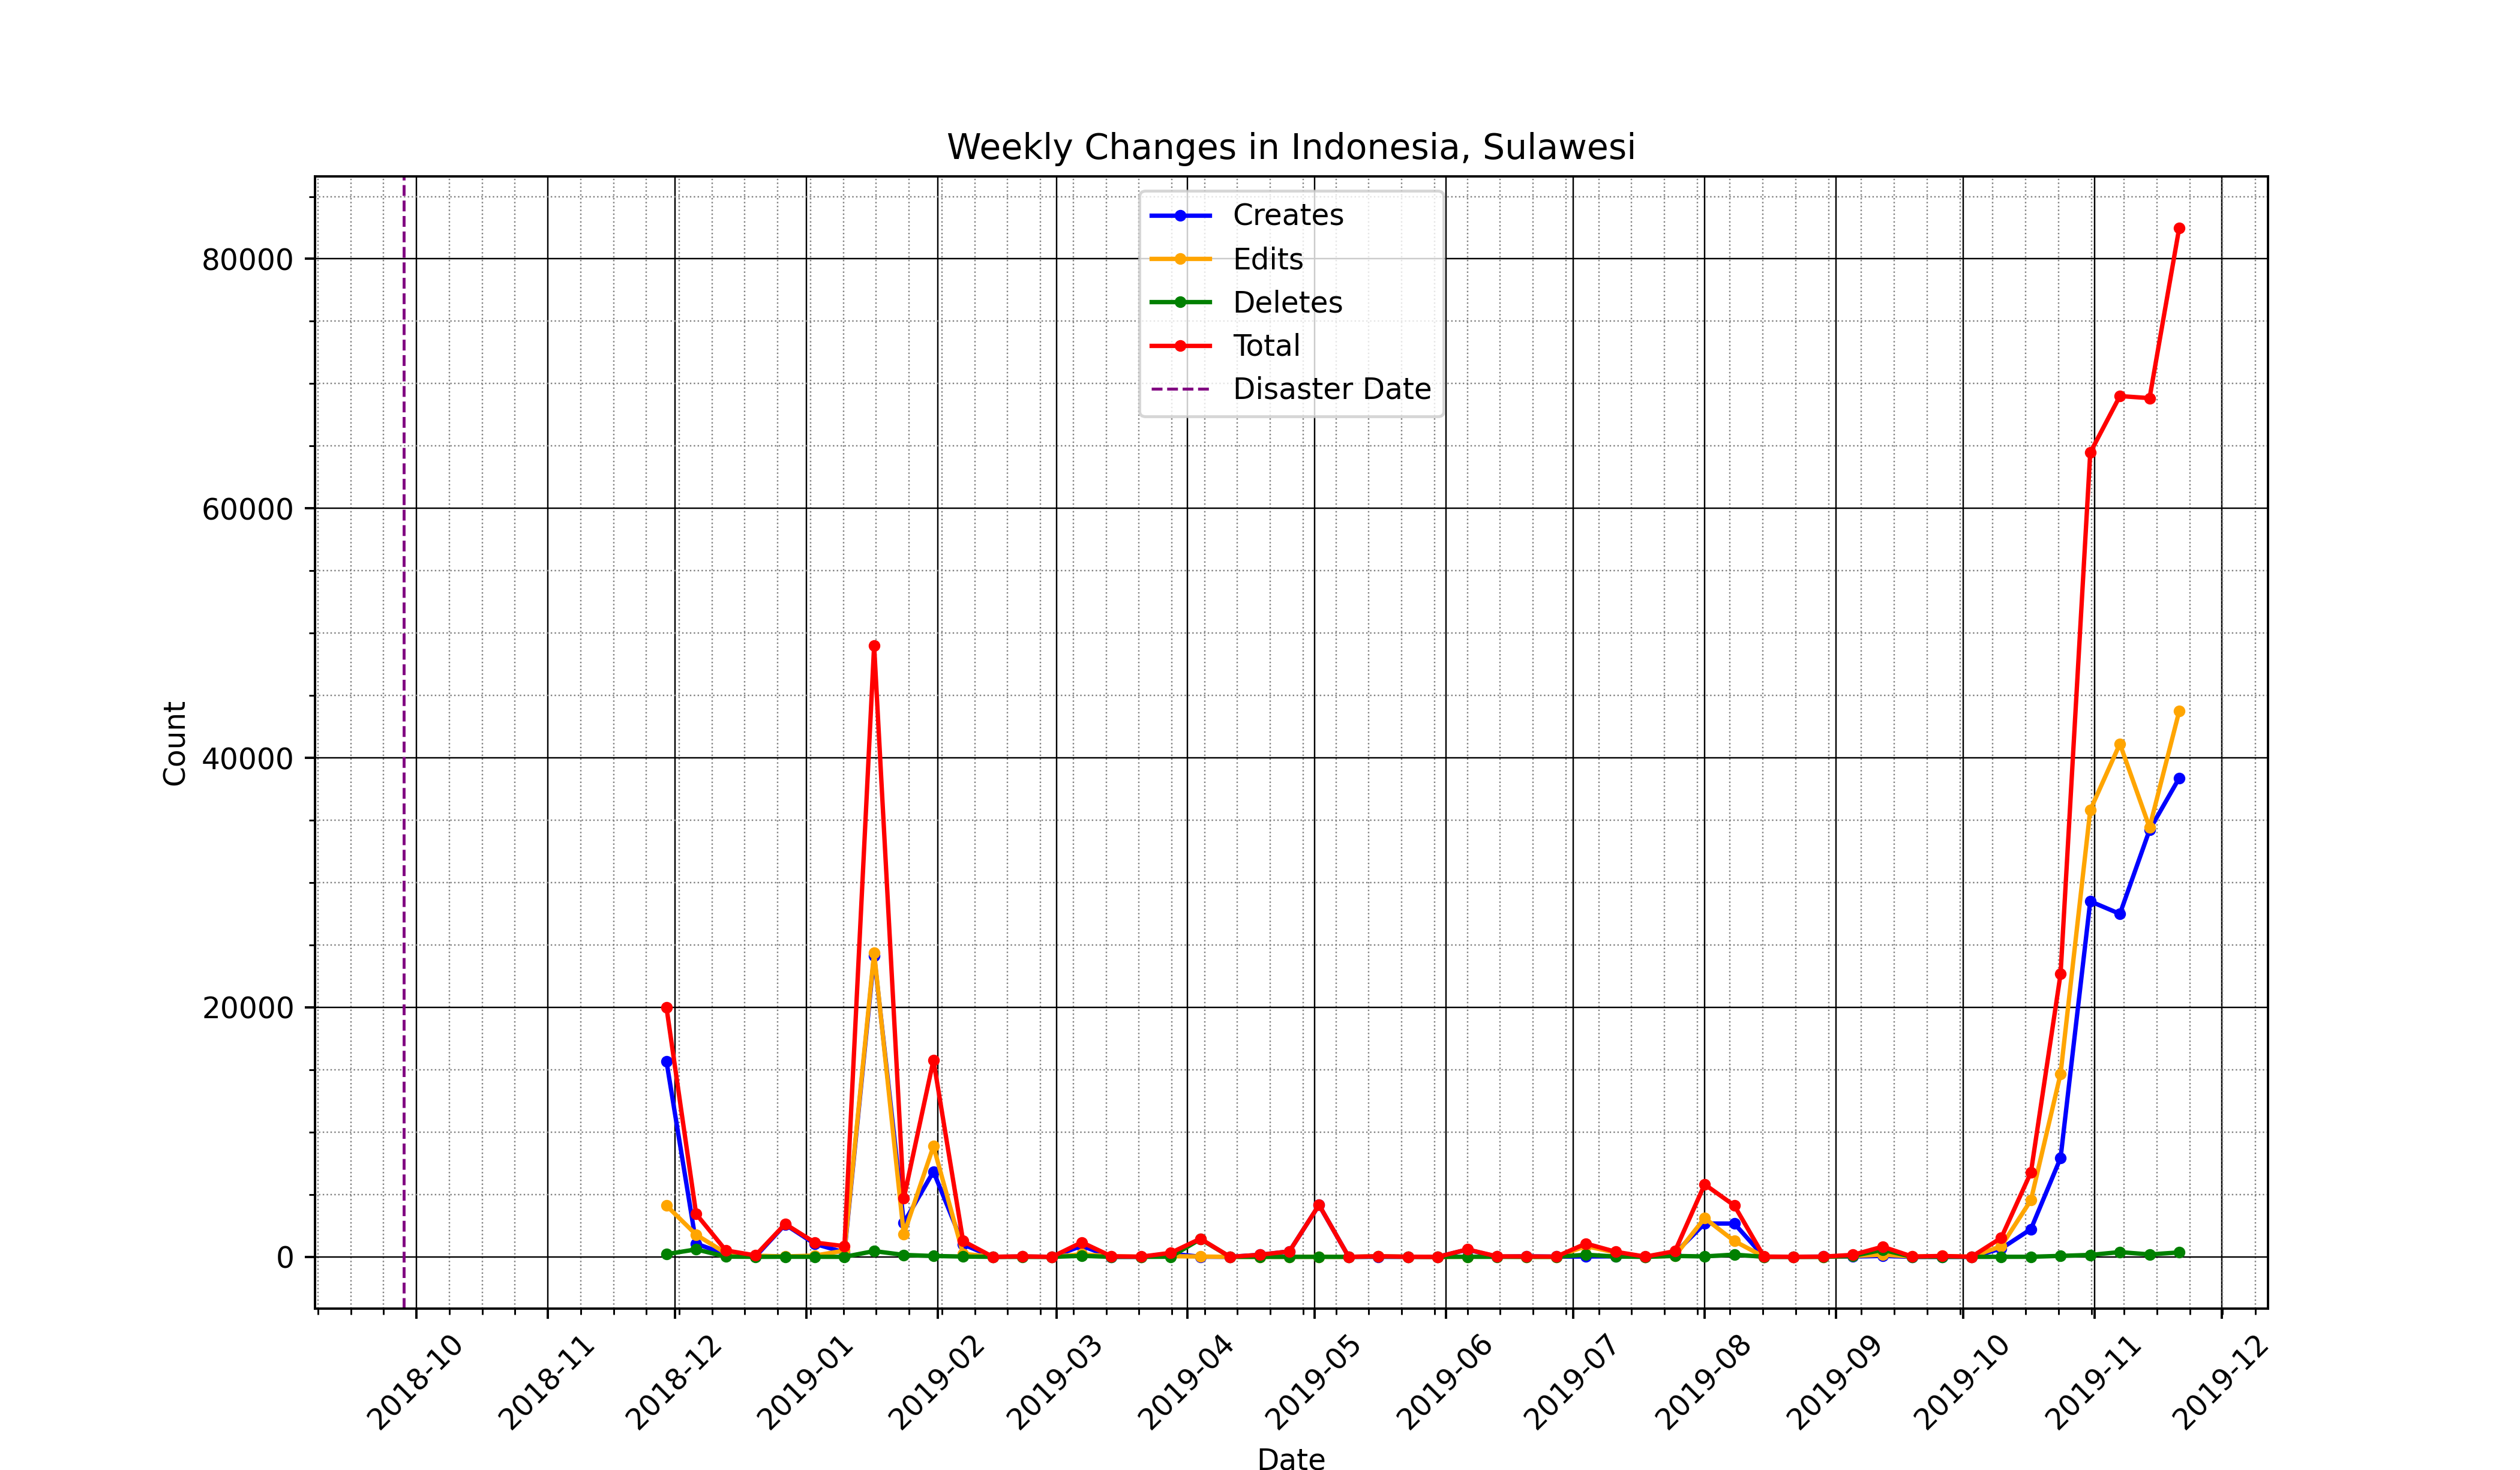 Weekly Changes in Indonesia, Sulawesi
Creates
Edits
Deletes
Total
Disaster Date
80000
60000
40000
20000
0
Count
2018-10
2018-11
2018-12
2019-01
2019-02
2019-03
2019-04
2019-05
2019-06
2019-07
2019-08
2019-09
2019-10
2019-11
2019-12
Date